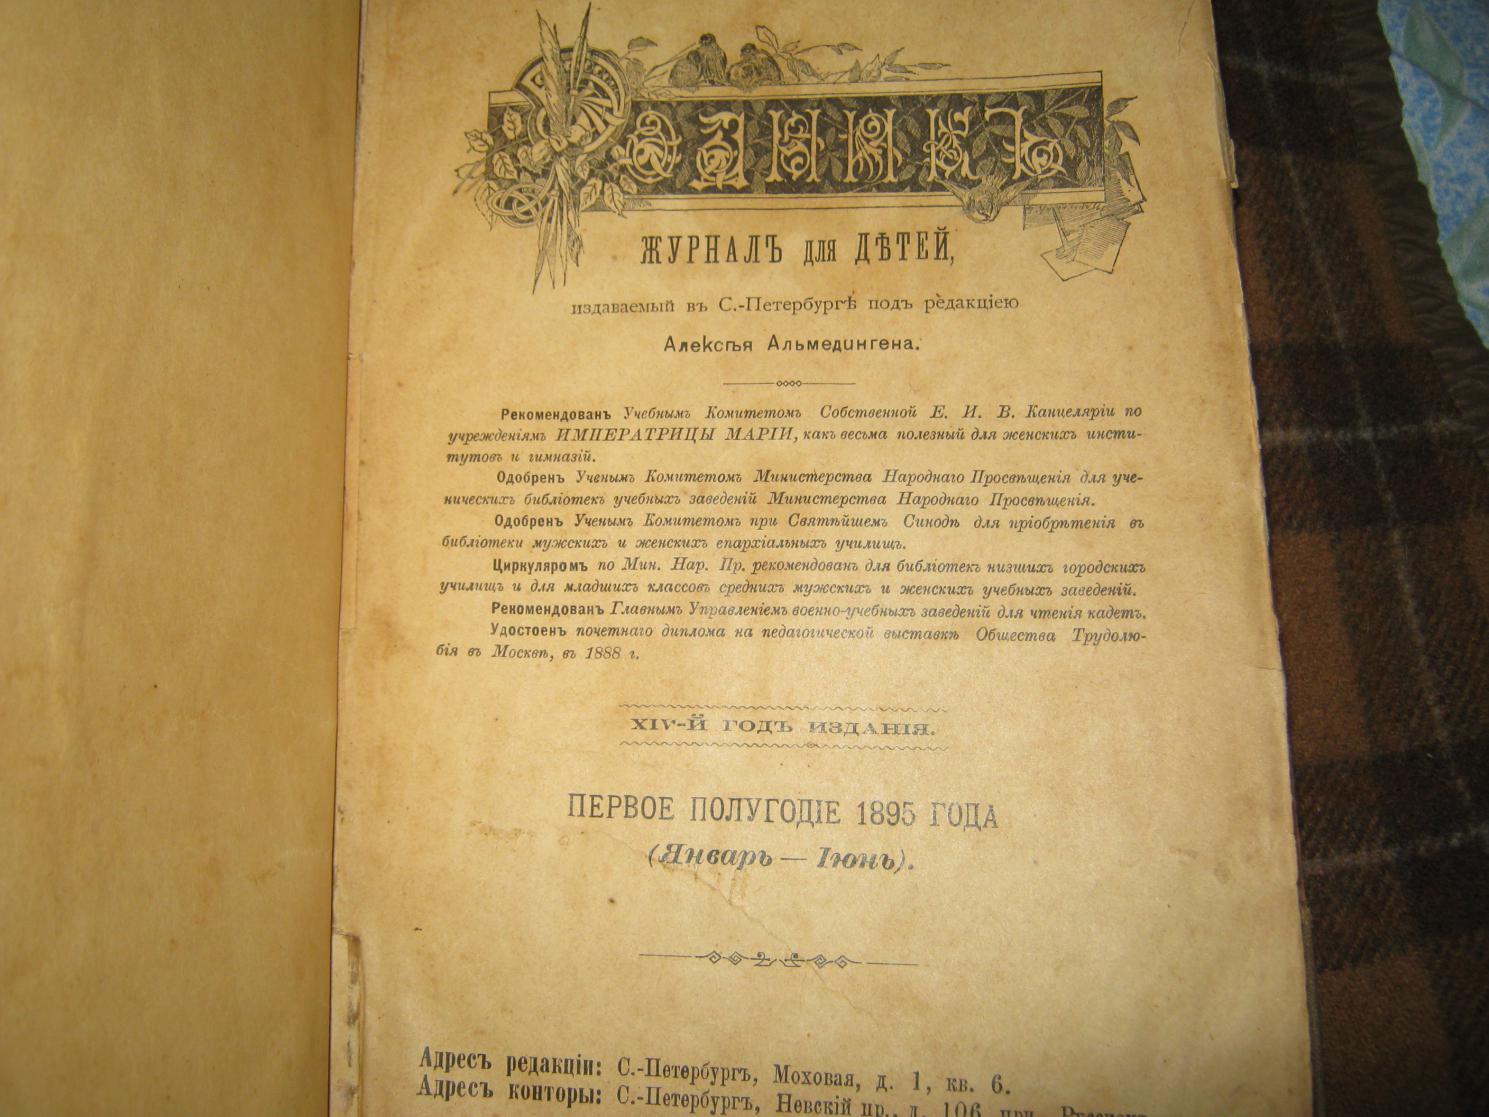 РОДНИКЪ
ЖУРНАЛЪ для ДѢТЕЙ,
издаваемый въ С.-Петербургѣ подъ редакціею
Алексѣя Альмедингена.
Рекомендованъ Учебнымъ Комитетомъ Собственной Е. И. В. Канцеляріи по
учрежденіямъ ИМПЕРАТРИЦЫ МАРІИ, какъ весьма полезный для женскихъ инсти-
тутовъ и гимназій.
Одобренъ Ученымъ Комитетомъ Министерства Народнаго Просвѣщенія для уче-
ническихъ библіотекъ учебныхъ заведеній Министерства Народнаго Просвѣщенія.
Одобренъ Ученымъ Комитетомъ при Святѣйшемъ Синодѣ для пріобрѣтенія въ
библіотеки мужскихъ и женскихъ епархіальныхъ училищъ.
Циркуляромъ по Мин. Нар. Пр. рекомендованъ для библіотекъ низшихъ городскихъ
училищъ и для младшихъ классовъ среднихъ мужскихъ и женскихъ учебныхъ заведеній.
Рекомендованъ Главнымъ Управленіемъ военно-учебныхъ заведеній для чтенія кадетъ.
Удостоенъ почетнаго диплома на педагогической выставкѣ Общества Трудолю-
бія въ Москвѣ, въ 1888 г.
XIV-Й ГОДЪ ИЗДАНІЯ.
ПЕРВОЕ ПОЛУГОДІЕ 1895 ГОДА
(Январь — Іюнь).
Адресъ редакціи: С.-Петербургъ, Моховая, д. 1, кв. 6.
Адресъ конторы: С.-Петербургъ, Невскій пр., д. 106, при